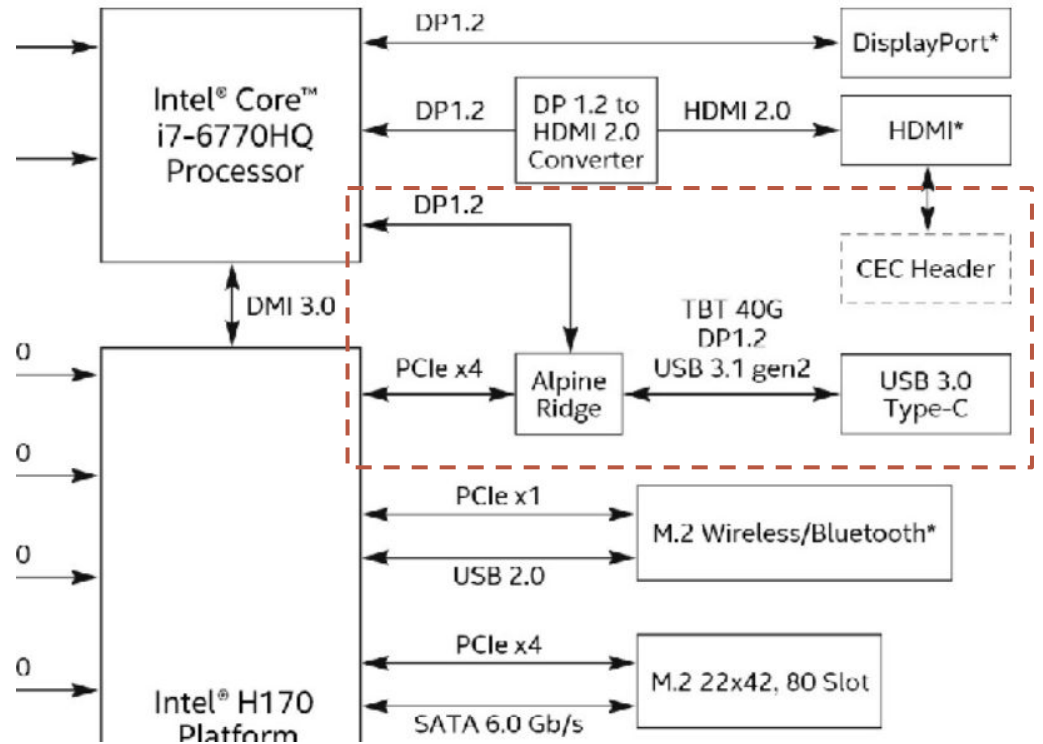 DP1.2
DisplayPort*
Intel® Core™
i7-6770HQ
Processor
DP1.2
DP 1.2 to
HDMI 2.0
Converter
HDMI 2.0
HDMI*
DP1.2
CEC Header
DMI 3.0
TBT 40G
DP1.2
USB 3.1 gen2
PCIe x4
Alpine
Ridge
USB 3.0
Type-C
0
0
0
0
PCIe x1
M.2 Wireless/Bluetooth*
USB 2.0
PCIe x4
M.2 22x42, 80 Slot
SATA 6.0 Gb/s
Intel® H170
Platform